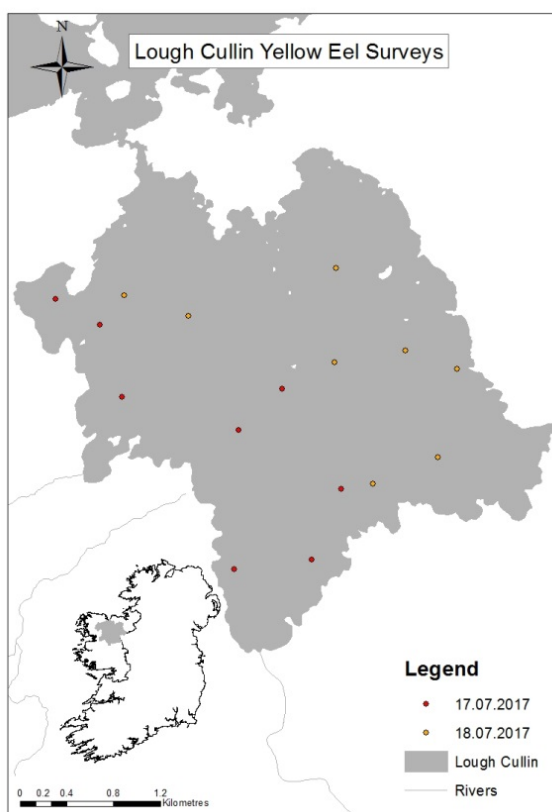 N
Lough Cullin Yellow Eel Surveys
Legend
17.07.2017
18.07.2017
Lough Cullin
Rivers
0 0.2 0.4 0.8 1.2
Kilometres